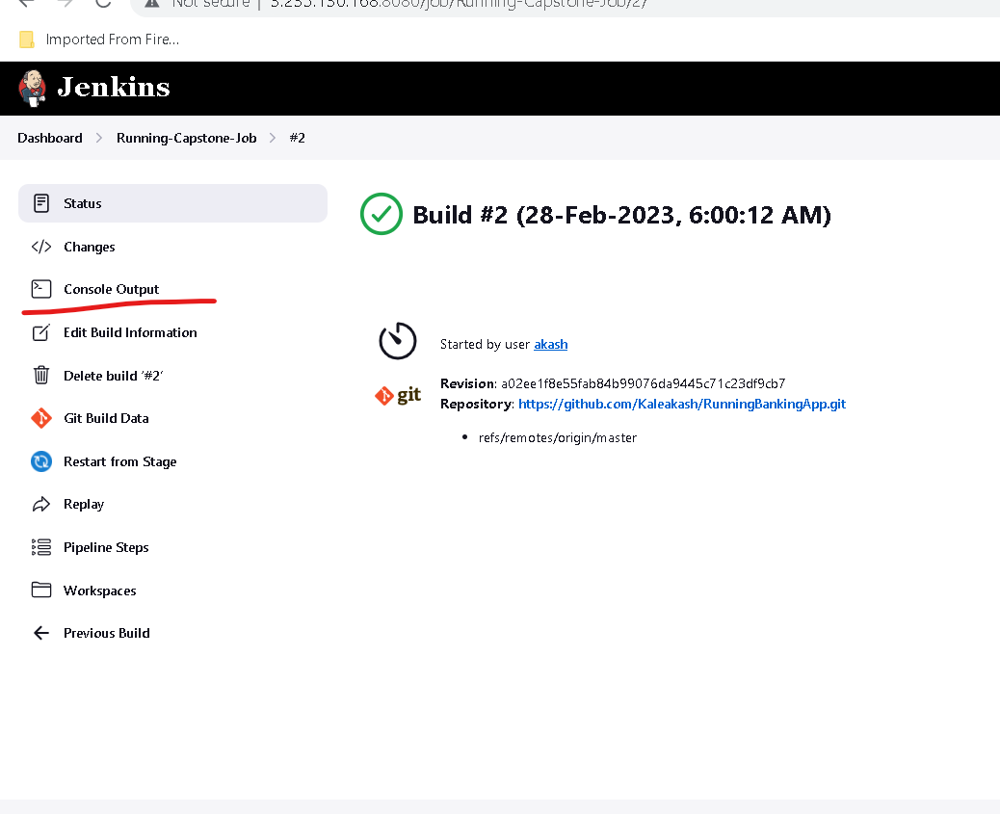 Not secure | 3.235.130.168:8080/job/Running-Capstone-Job/2/
Imported From Fire...
Jenkins
Dashboard > Running-Capstone-Job > #2
Status
Changes
Console Output
Edit Build Information
Delete build ‘#2’
Git Build Data
Restart from Stage
Replay
Pipeline Steps
Workspaces
Previous Build
Build #2 (28-Feb-2023, 6:00:12 AM)
Started by user akash
git
Revision: a02ee1f8e55fab84b99076da9445c71c23df9cb7
Repository: https://github.com/Kaleakash/RunningBankingApp.git
refs/remotes/origin/master